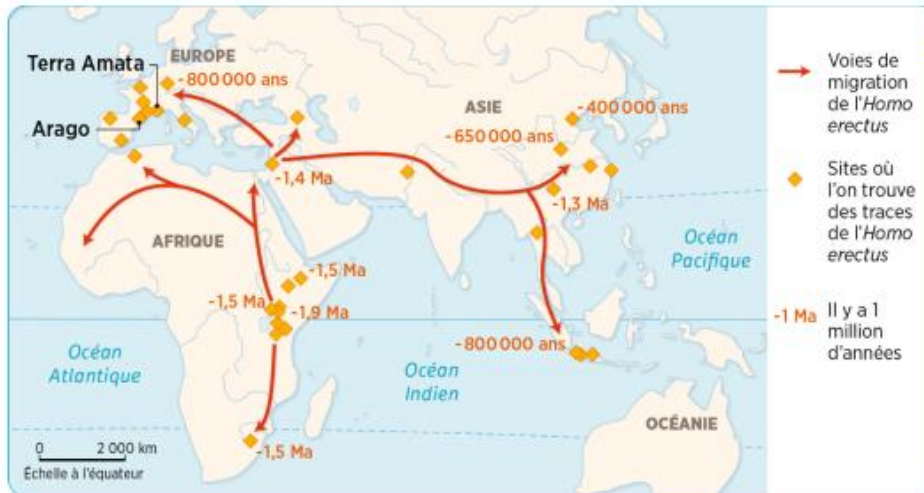 EUROPE
Terra Amata
-800 000 ans
Arago
ASIE
-400 000 ans
-650 000 ans
-1,4 Ma
-1,3 Ma
AFRIQUE
Océan
Pacifique
-1,5 Ma
-1,5 Ma
-1,9 Ma
-800 000 ans
Océan
Atlantique
Océan
Indien
OCÉANIE
-1,5 Ma
0 2 000 km
Échelle à l'équateur
Voies de
migration
de l'Homo
erectus
Sites où
l'on trouve
des traces
de l'Homo
erectus
-1 Ma
Il y a 1
million
d'années